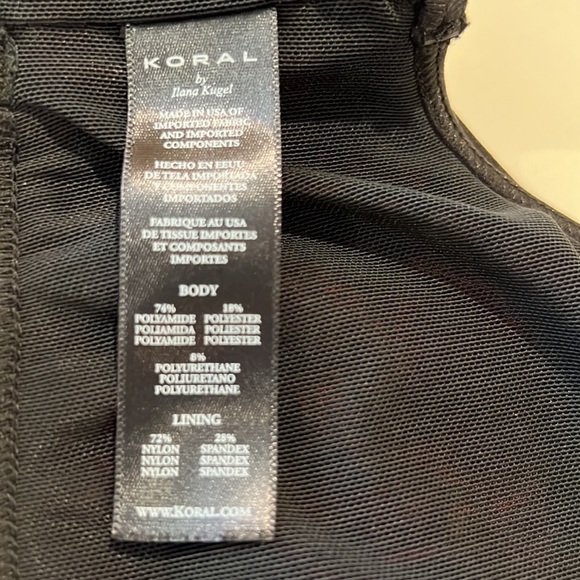 KORAL
by
Ilana Kugel
MADE IN USA OF
IMPORTED FABRIC
AND IMPORTED
COMPONENTS
HECHO EN EEUU
DE TELA IMPORTADA
Y COMPONENTES
IMPORTADOS
FABRIQUE AU USA
DE TISSUE IMPORTES
ET COMPOSANTS
IMPORTES
BODY
76% 18%
POLYAMIDE POLYESTER
POLIAMIDA POLIESTER
POLYAMIDE POLYESTER
8%
POLYURETHANE
POLIURETANO
POLYURETHANE
LINING
72% 28%
NYLON SPANDEX
NYLON SPANDEX
NYLON SPANDEX
WWW.KORAL.COM